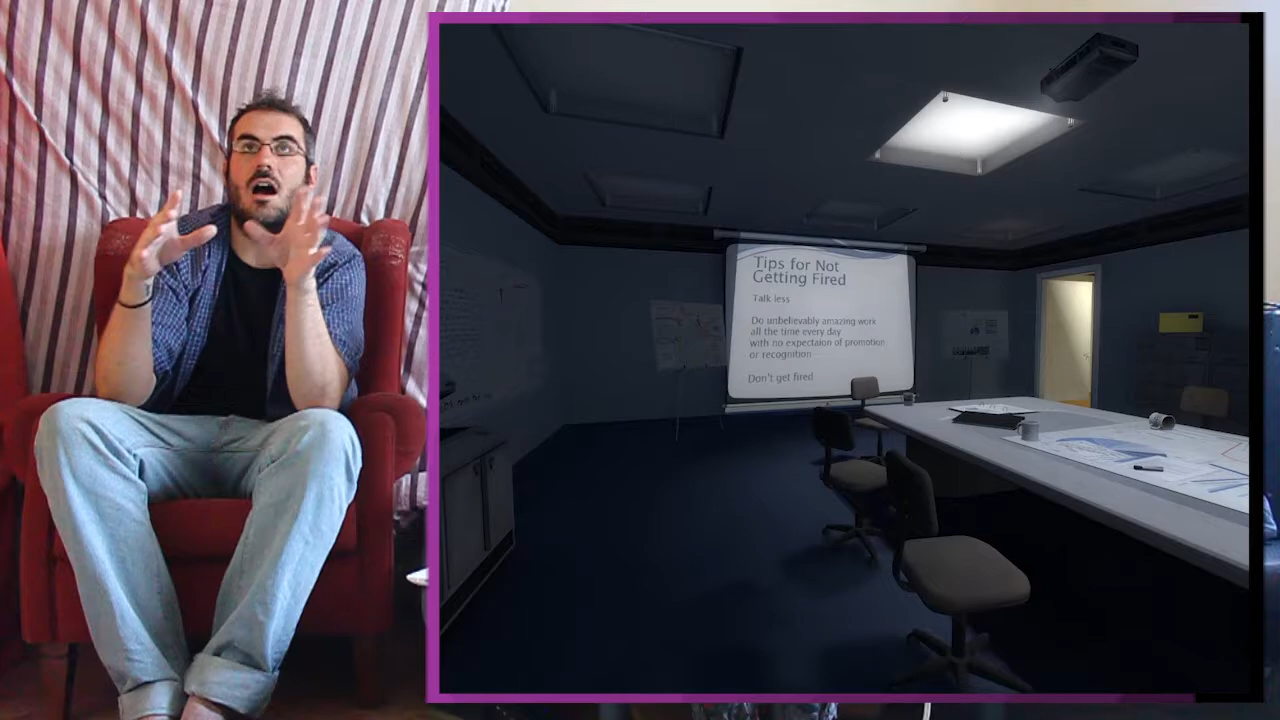 Tips for Not
Getting Fired
Talk less
Do unbelievably amazing work
all the time every day
with no expectaion of promotion
or recognition
Don't get fired